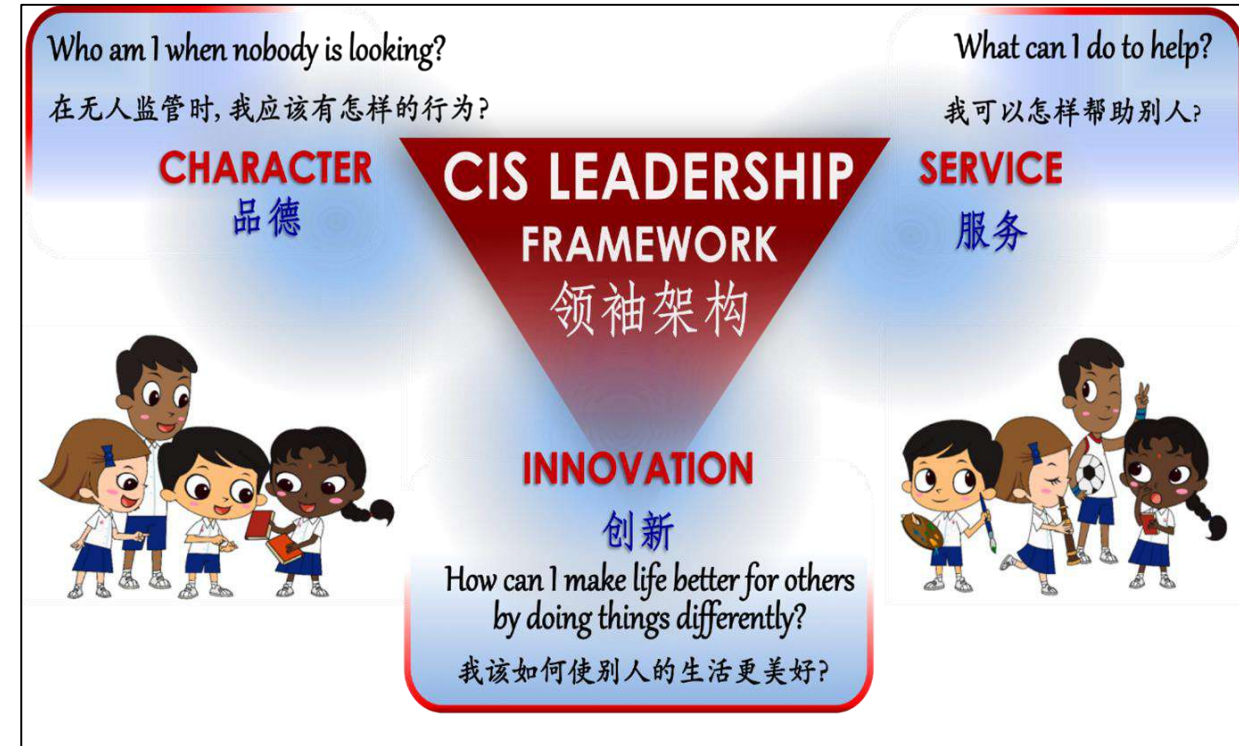 Who am I when nobody is looking?
在无人监管时, 我应该有怎样的行为?
CHARACTER
品德
CIS LEADERSHIP
FRAMEWORK
领袖架构
What can I do to help?
我可以怎样帮助别人?
SERVICE
服务
INNOVATION
创新
How can I make life better for others
by doing things differently?
我该如何使别人的生活更美好?